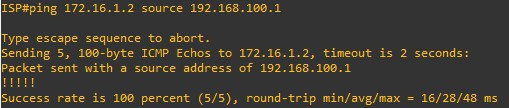 ISP#ping 172.16.1.2 source 192.168.100.1
Type escape sequence to abort.
Sending 5, 100-byte ICMP Echos to 172.16.1.2, timeout is 2 seconds:
Packet sent with a source address of 192.168.100.1
!!!!!
Success rate is 100 percent (5/5), round-trip min/avg/max = 16/28/48 ms